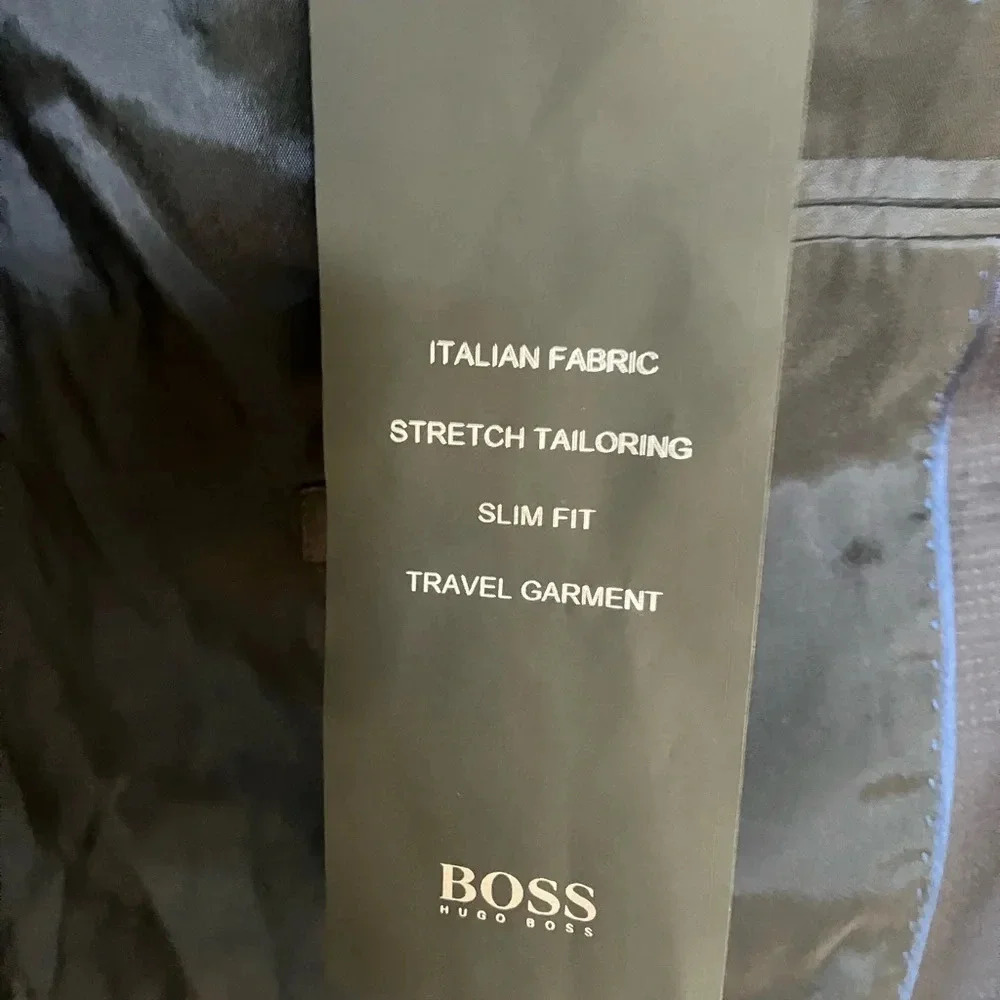 ITALIAN FABRIC
STRETCH TAILORING
SLIM FIT
TRAVEL GARMENT
BOSS
HUGO BOSS